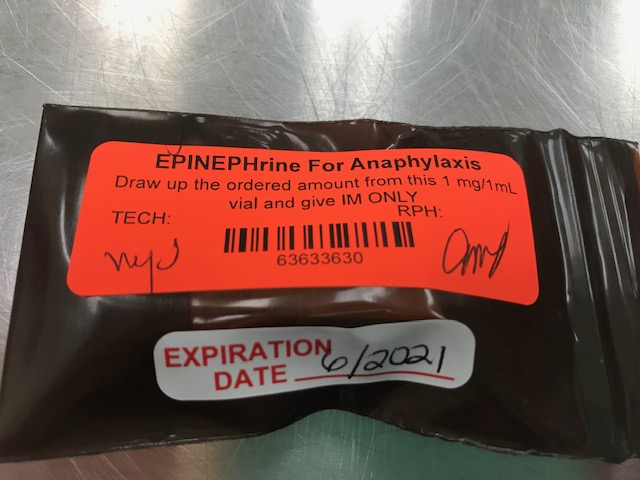 EPINEPHrine For Anaphylaxis
Draw up the ordered amount from this 1 mg/1mL
vial and give IM ONLY
TECH: RPH:
63633630
EXPIRATION
DATE 6/2021